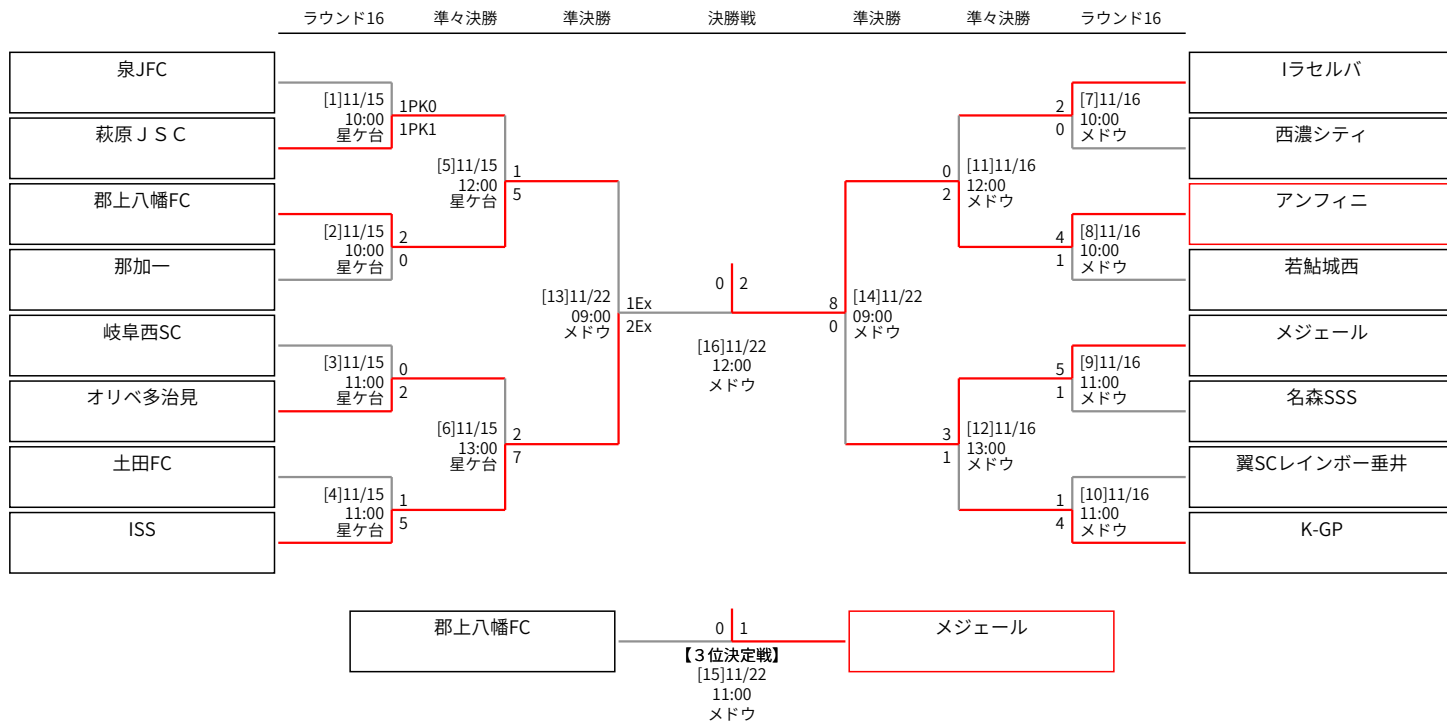 ラウンド16 準々決勝 準決勝 決勝戦 準決勝 準々決勝 ラウンド16
泉JFC
萩原ＪＳＣ
[1]11/15
10:00
星ケ台
1PK0
1PK1
郡上八幡FC
那加一
[2]11/15
10:00
星ケ台
2
0
[5]11/15
12:00
星ケ台
1
5
岐阜西SC
オリベ多治見
[3]11/15
11:00
星ケ台
0
2
土田FC
ISS
[4]11/15
11:00
星ケ台
1
5
[6]11/15
13:00
星ケ台
2
7
[13]11/22
09:00
メドウ
1Ex
2Ex
0 2
[16]11/22
12:00
メドウ
8
0
[14]11/22
09:00
メドウ
0
2
[11]11/16
12:00
メドウ
3
1
[12]11/16
13:00
メドウ
2
0
[7]11/16
10:00
メドウ
Iラセルバ
西濃シティ
4
1
[8]11/16
10:00
メドウ
アンフィニ
若鮎城西
5
1
[9]11/16
11:00
メドウ
メジェール
名森SSS
1
4
[10]11/16
11:00
メドウ
翼SCレインボー垂井
K-GP
郡上八幡FC
0 1
メジェール
【３位決定戦】
[15]11/22
11:00
メドウ